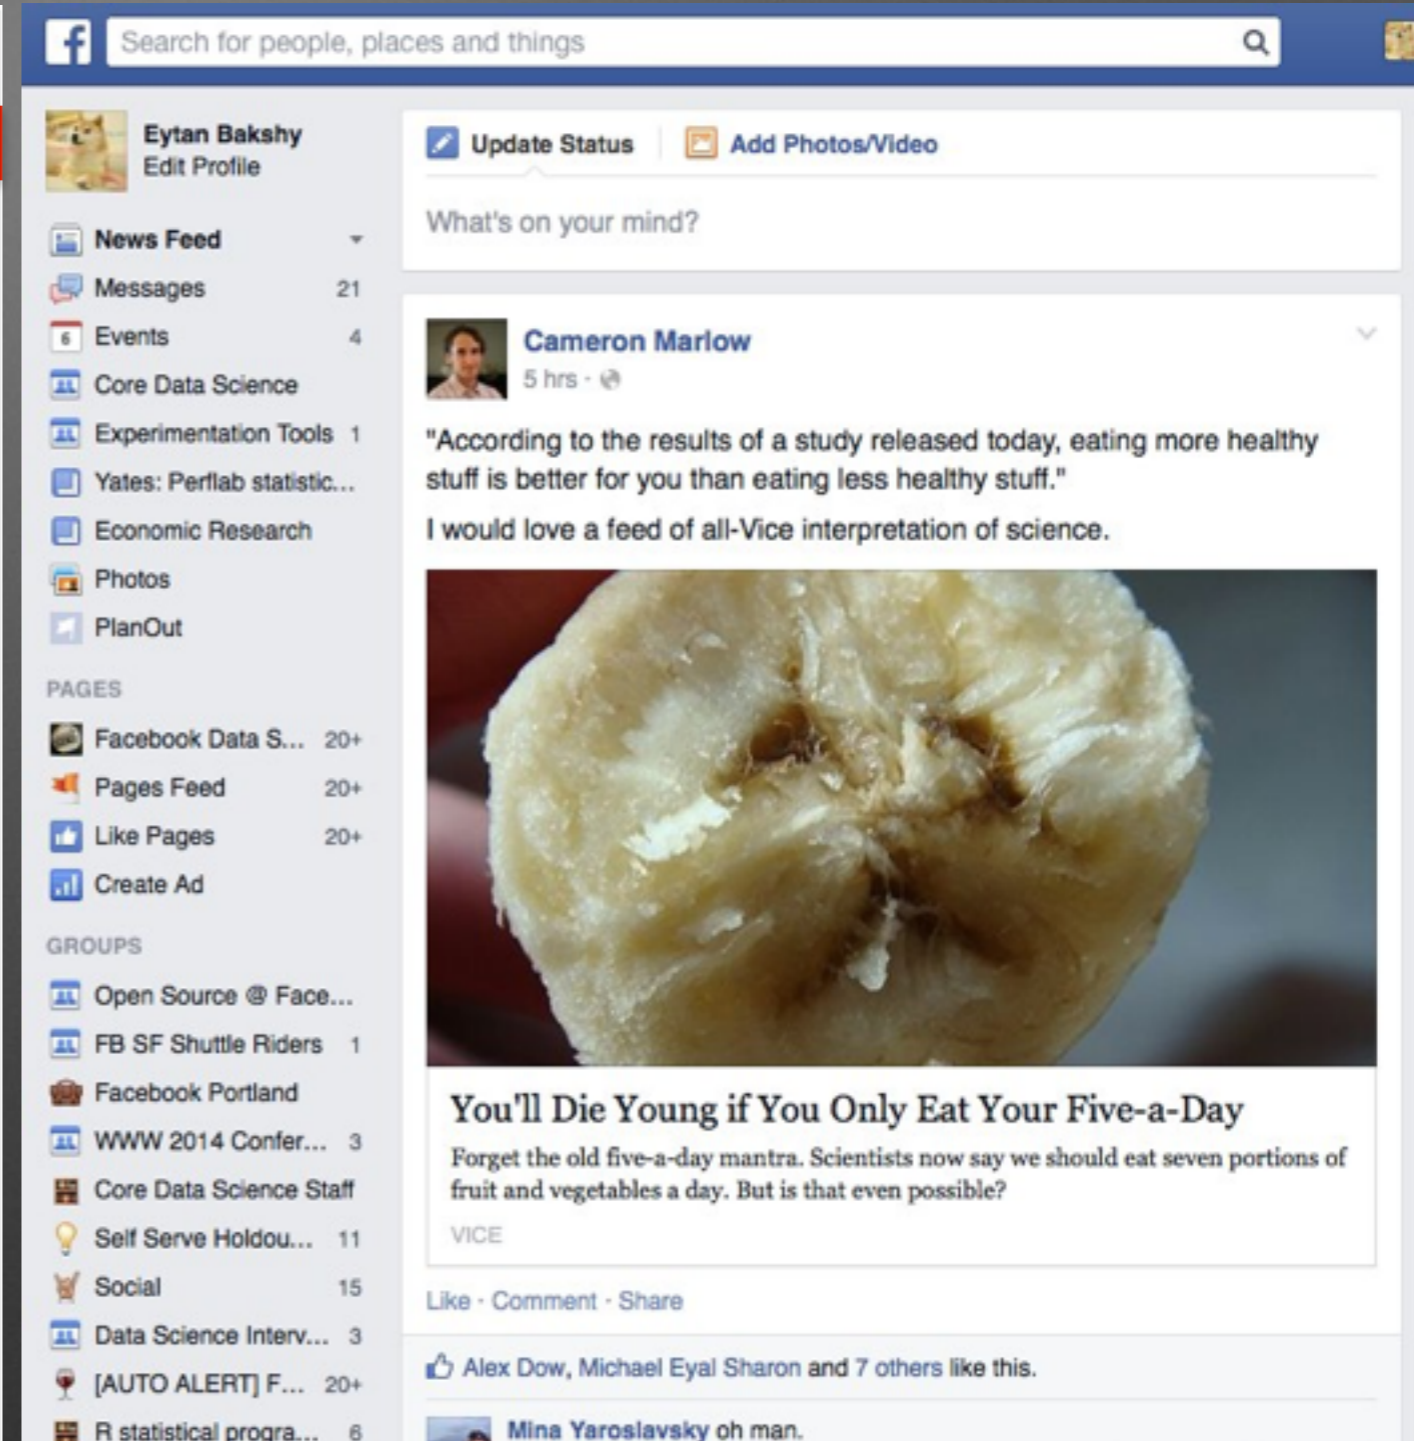 Search for people, places and things
Eytan Bakshy
Edit Profile
News Feed
Messages 21
6 Events 4
Core Data Science
Experimentation Tools 1
Yates: Perflab statistic...
Economic Research
Photos
PlanOut
PAGES
Facebook Data S... 20+
Pages Feed 20+
Like Pages 20+
Create Ad
GROUPS
Open Source @ Face...
FB SF Shuttle Riders 1
Facebook Portland
WWW 2014 Confer... 3
Core Data Science Staff
Self Serve Holdou... 11
Social 15
Data Science Interv... 3
[AUTO ALERT] F... 20+
R statistical progra... 6
Update Status
Add Photos/Video
What's on your mind?
Cameron Marlow
5 hrs ·
"According to the results of a study released today, eating more healthy
stuff is better for you than eating less healthy stuff."
I would love a feed of all-Vice interpretation of science.
You'll Die Young if You Only Eat Your Five-a-Day
Forget the old five-a-day mantra. Scientists now say we should eat seven portions of
fruit and vegetables a day. But is that even possible?
VICE
Like · Comment · Share
Alex Dow, Michael Eyal Sharon and 7 others like this.
Mina Yaroslavsky oh man.